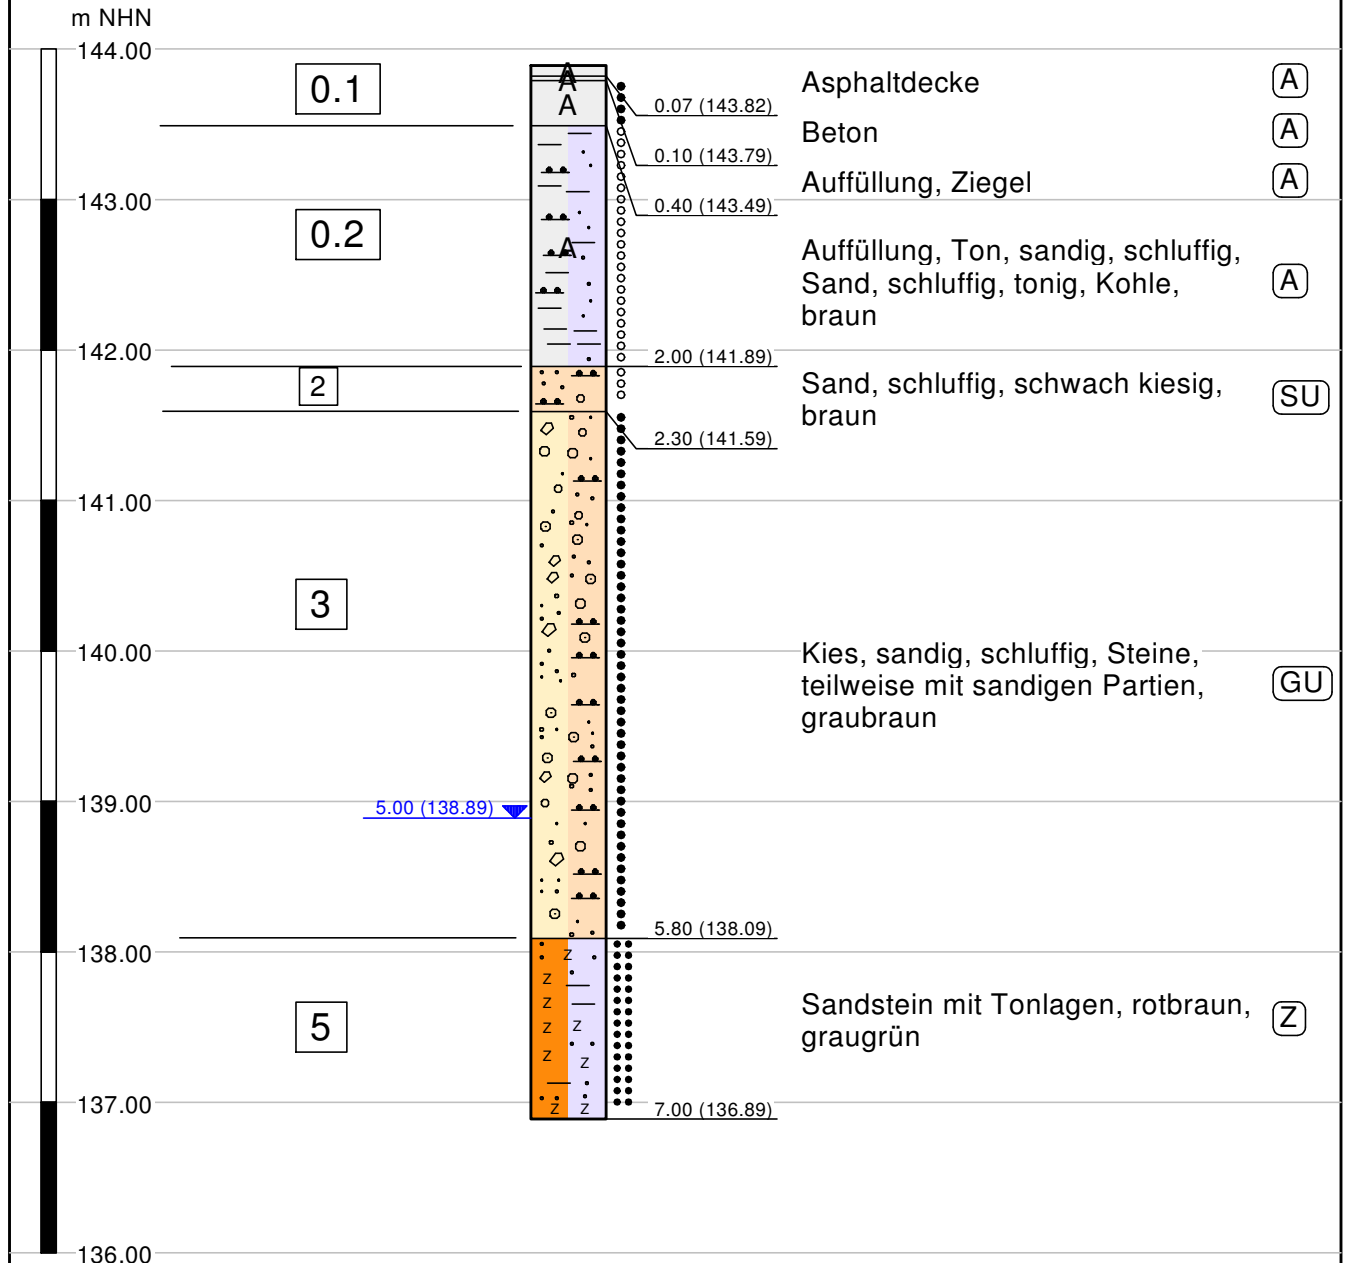 m NHN
144.00
0.1
A
A
A
0.07 (143.82)
Asphaltdecke
A
0.10 (143.79)
Beton
A
0.40 (143.49)
Auffüllung, Ziegel
A
143.00
0.2
A
Auffüllung, Ton, sandig, schluffig,
Sand, schluffig, tonig, Kohle,
braun
A
142.00
2.00 (141.89)
2
Sand, schluffig, schwach kiesig,
braun
SU
2.30 (141.59)
141.00
3
140.00
Kies, sandig, schluffig, Steine,
teilweise mit sandigen Partien,
graubraun
GU
139.00
5.00 (138.89)
5.80 (138.09)
138.00
z
z
z
z
z
z
z
5
Sandstein mit Tonlagen, rotbraun,
graugrün
Z
137.00
z
z
7.00 (136.89)
136.00